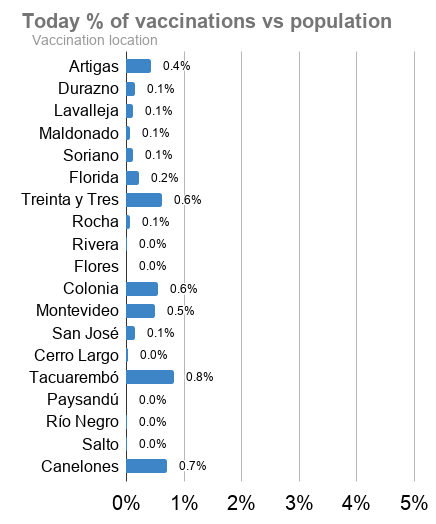 Today % of vaccinations vs population
Vaccination location
Artigas 0.4%
Durazno 0.1%
Lavalleja 0.1%
Maldonado 0.1%
Soriano 0.1%
Florida 0.2%
Treinta y Tres 0.6%
Rocha 0.1%
Rivera 0.0%
Flores 0.0%
Colonia 0.6%
Montevideo 0.5%
San José 0.1%
Cerro Largo 0.0%
Tacuarembó 0.8%
Paysandú 0.0%
Río Negro 0.0%
Salto 0.0%
Canelones 0.7%
0% 1% 2% 3% 4% 5%